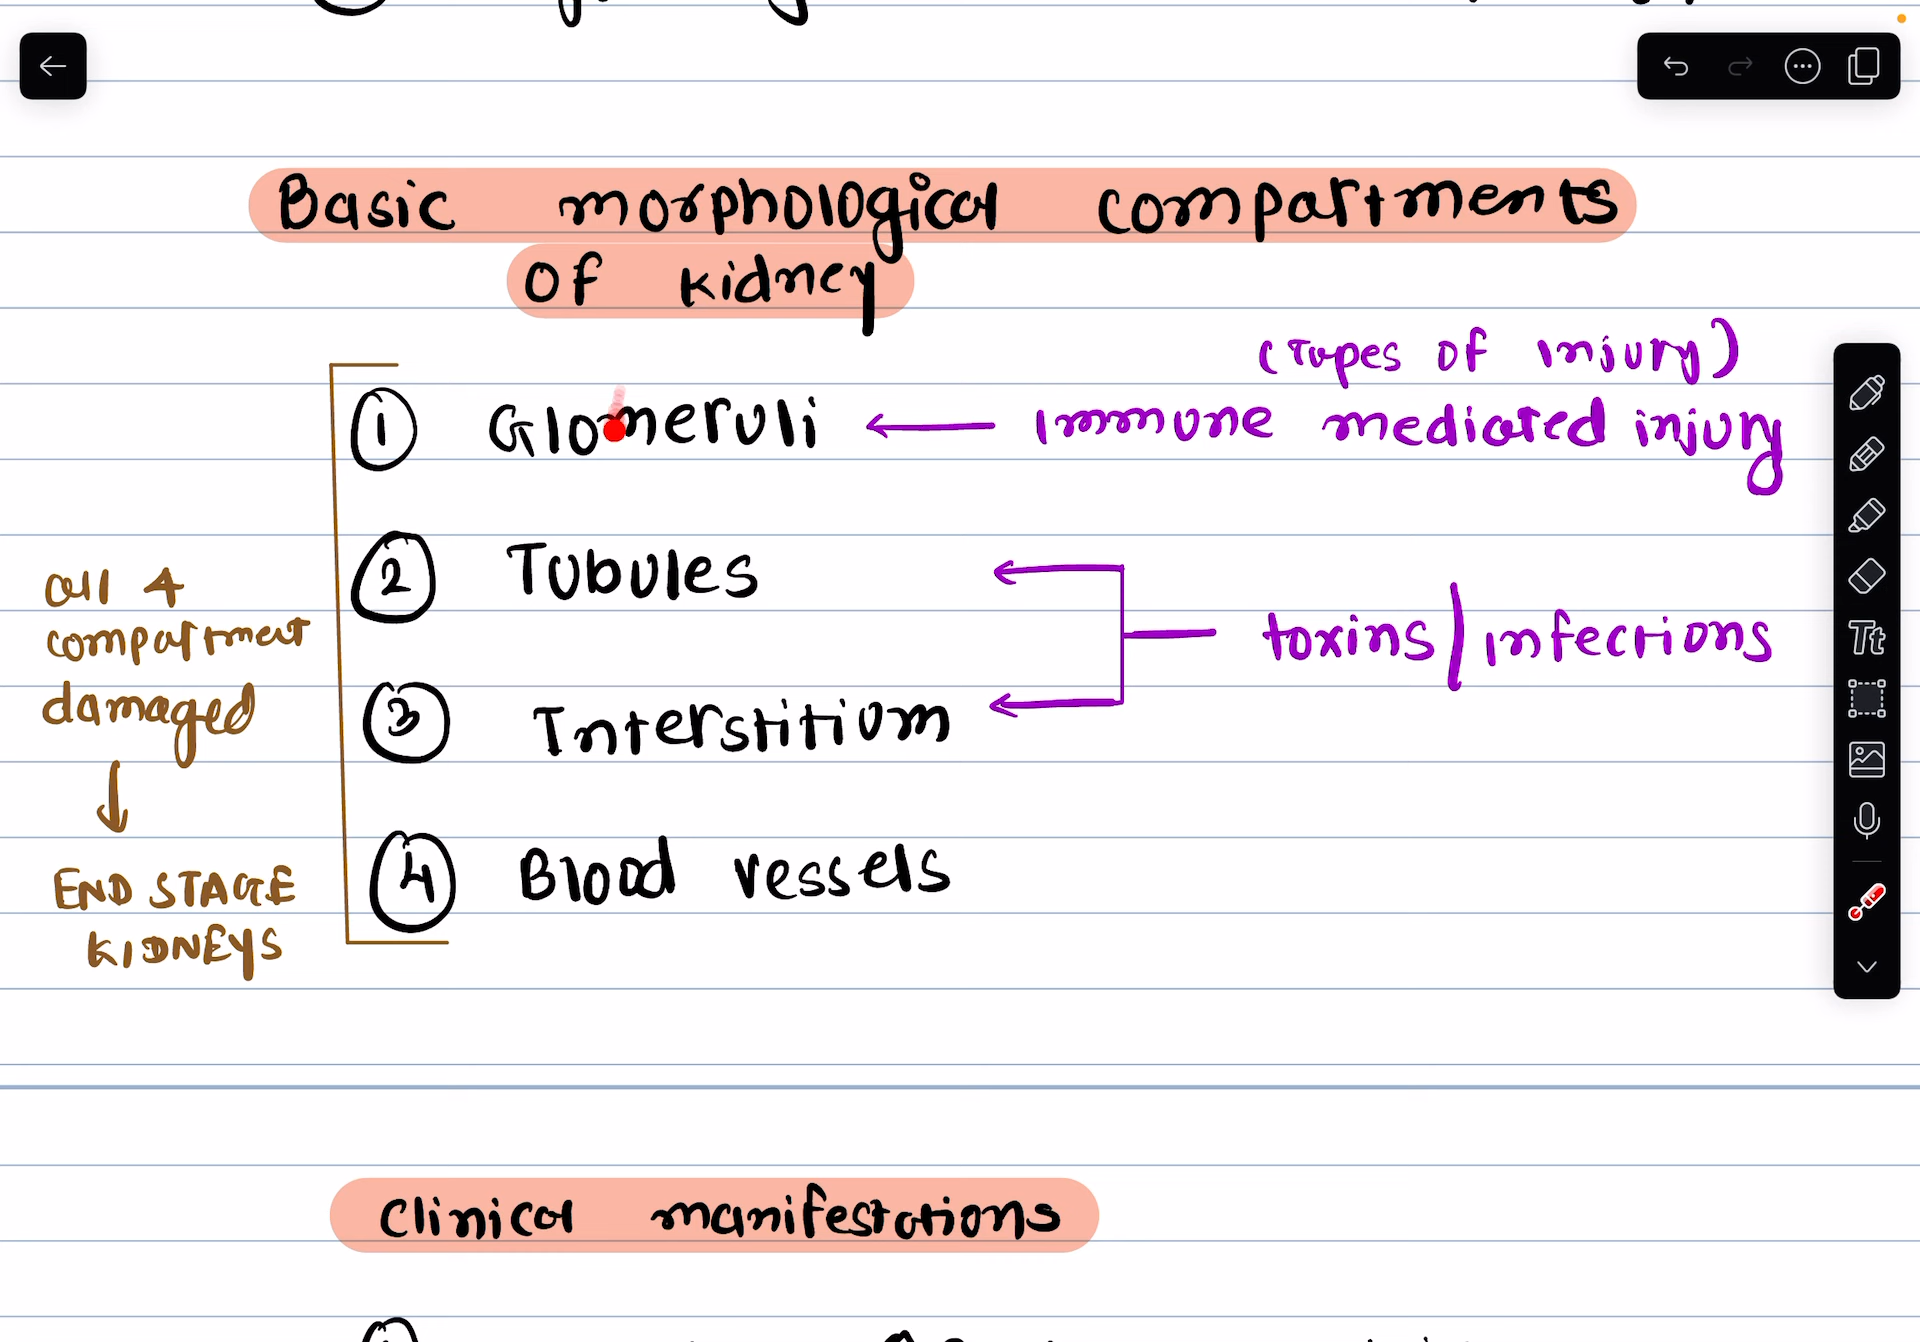 Basic morphological compartments
Of kidney
(Types of injury)
① Glomeruli ← Immune mediated injury
② Tubules
toxins / infections
③ Interstitium
④ Blood vessels
all 4
compartment
damaged
↓
END STAGE
KIDNEYS
Clinical manifestations
Tt